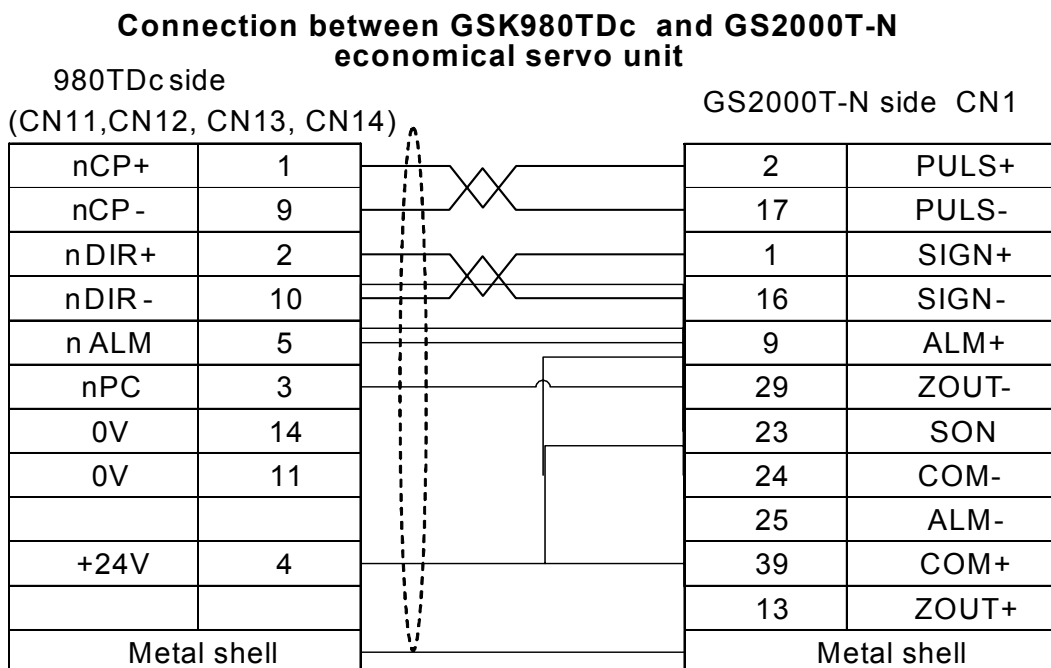 Connection between GSK980TDc and GS2000T-N
economical servo unit
980TDc side
(CN11,CN12, CN13, CN14)
GS2000T-N side CN1
nCP+ 1 2 PULS+
nCP- 9 17 PULS-
nDIR+ 2 1 SIGN+
nDIR- 10 16 SIGN-
nALM 5 9 ALM+
nPC 3 29 ZOUT-
0V 14 23 SON
0V 11 24 COM-
25 ALM-
+24V 4 39 COM+
13 ZOUT+
Metal shell Metal shell